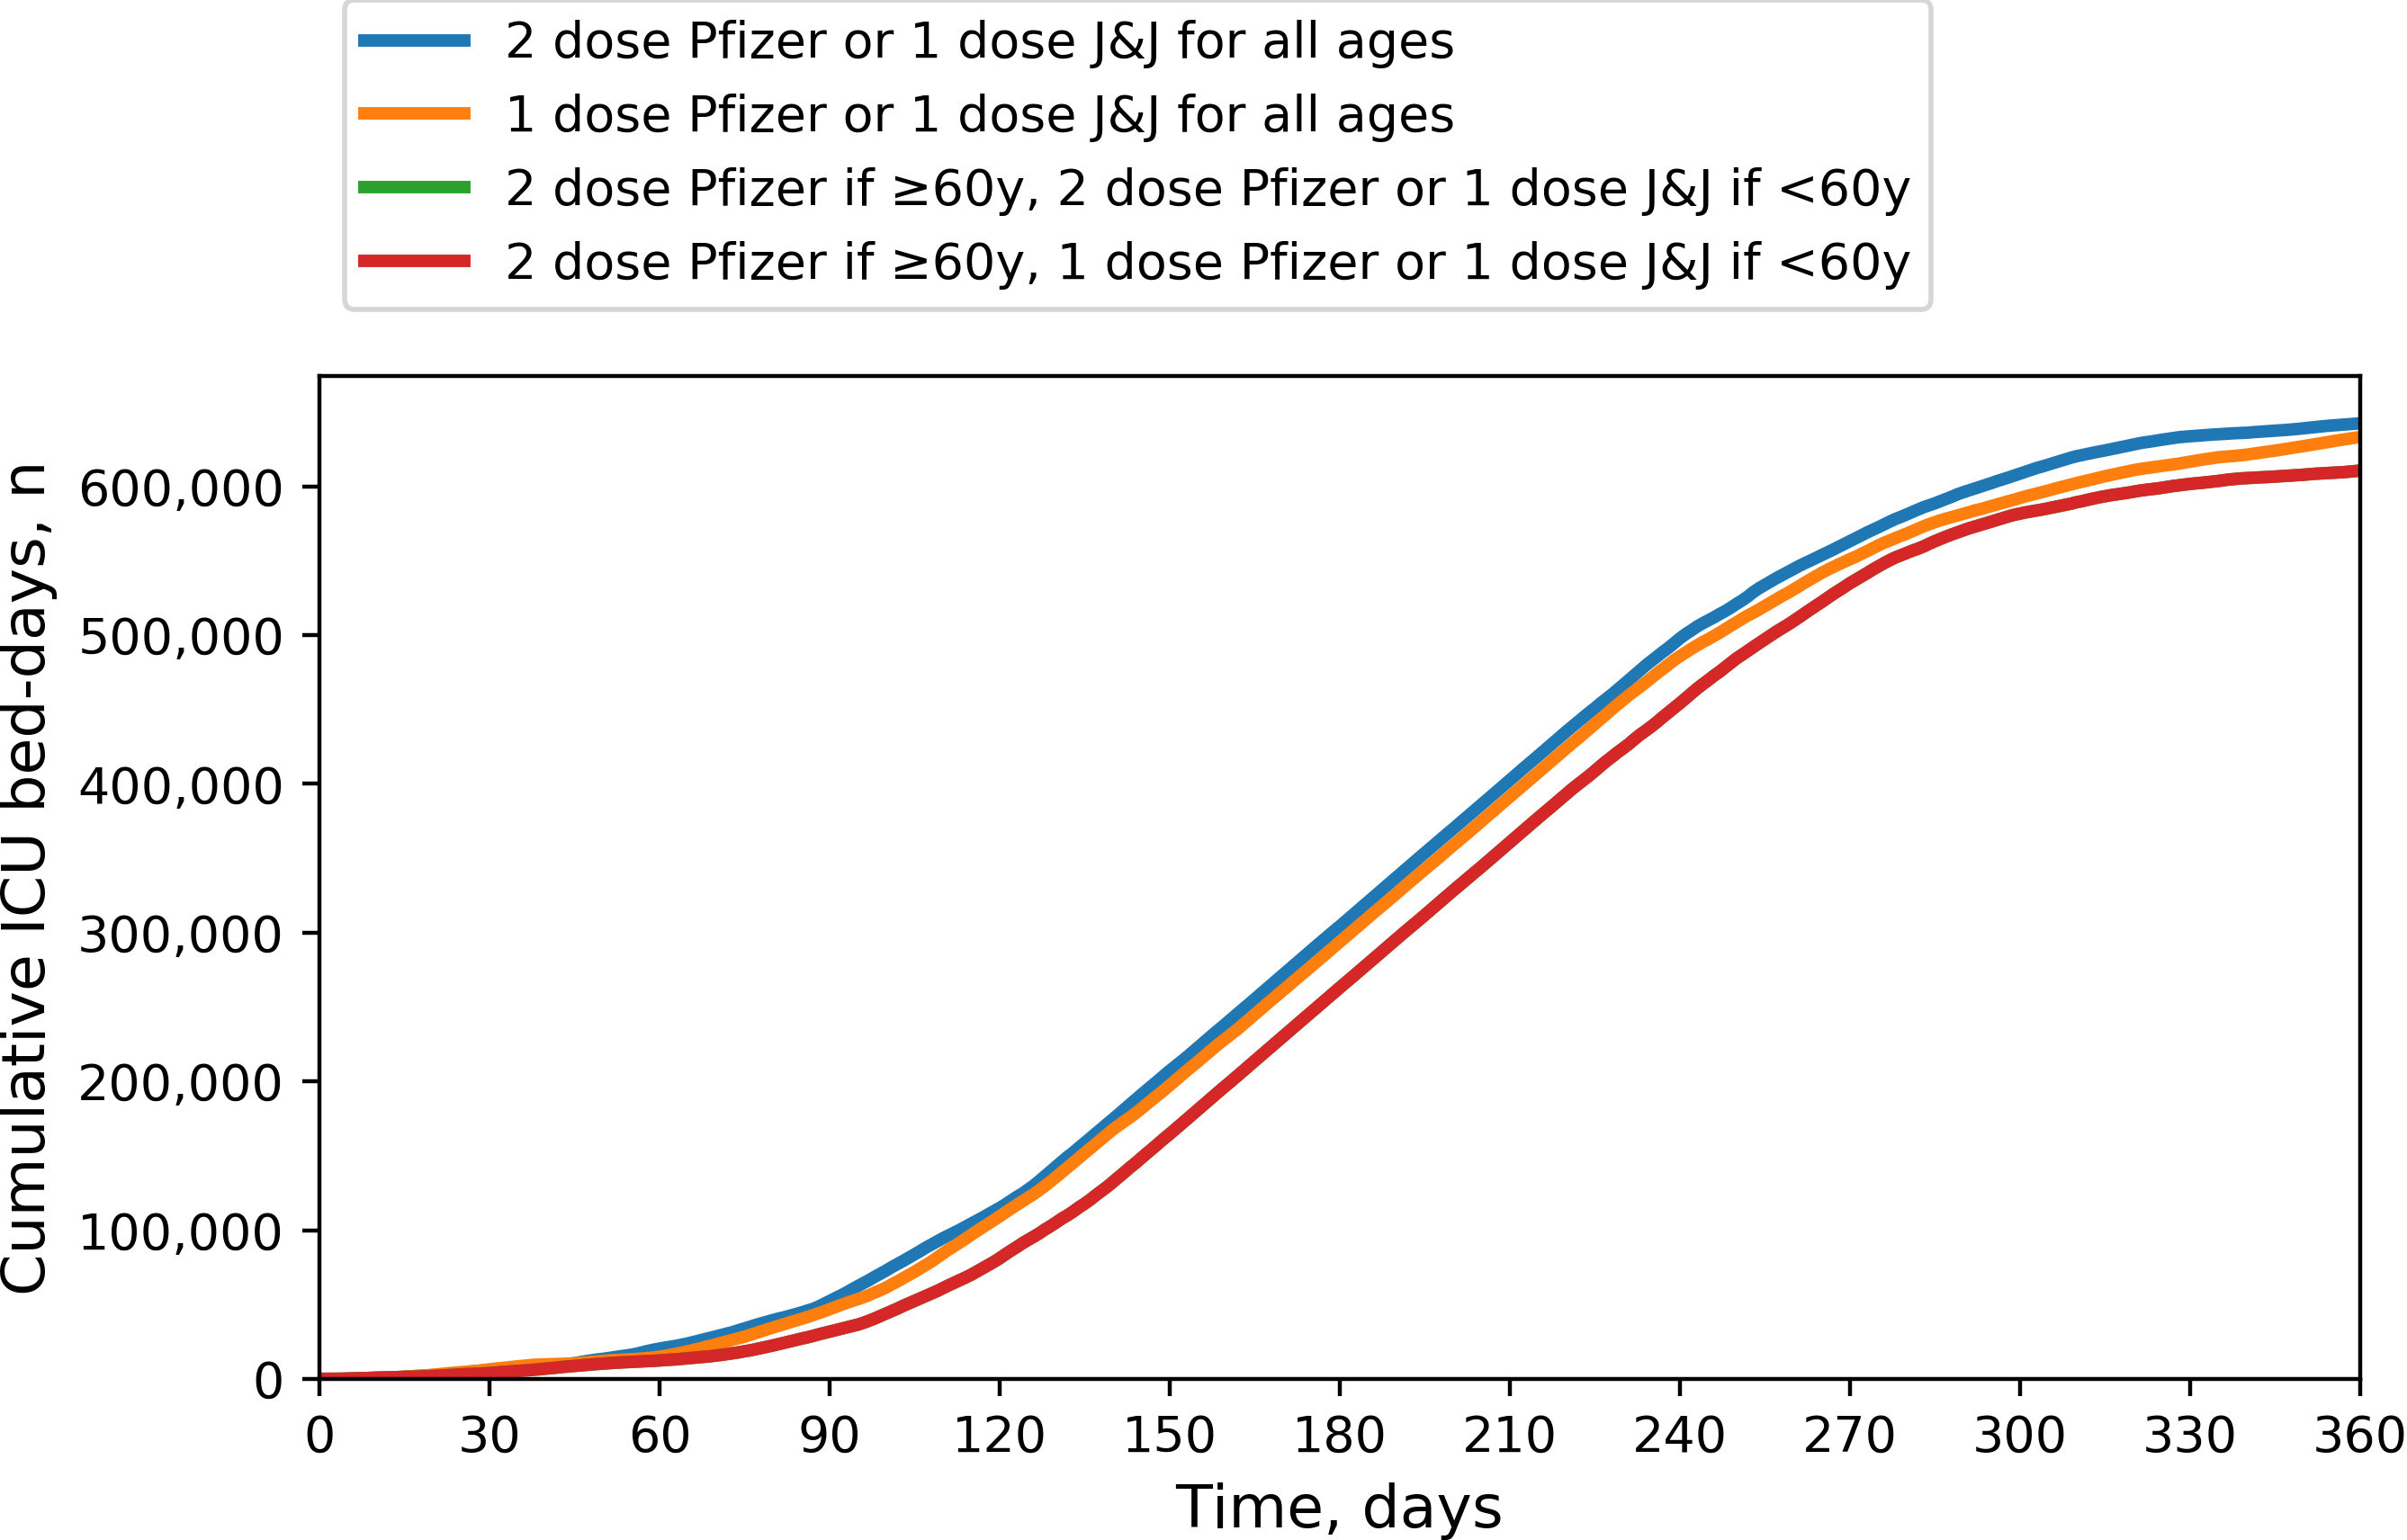 2 dose Pfizer or 1 dose J&J for all ages
1 dose Pfizer or 1 dose J&J for all ages
2 dose Pfizer if ≥60y, 2 dose Pfizer or 1 dose J&J if <60y
2 dose Pfizer if ≥60y, 1 dose Pfizer or 1 dose J&J if <60y
Cumulative ICU bed-days, n
600,000
500,000
400,000
300,000
200,000
100,000
0
0 30 60 90 120 150 180 210 240 270 300 330 360
Time, days